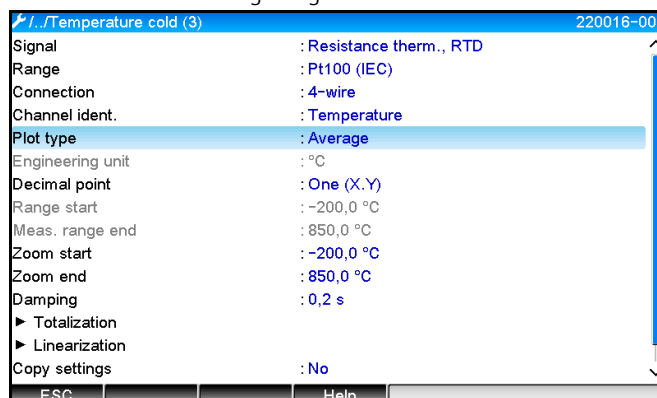 /../Temperature cold (3) 220016-00
Signal : Resistance therm., RTD
Range : Pt100 (IEC)
Connection : 4-wire
Channel ident. : Temperature
Plot type : Average
Engineering unit : °C
Decimal point : One (X.Y)
Range start : -200,0 °C
Meas. range end : 850,0 °C
Zoom start : -200,0 °C
Zoom end : 850,0 °C
Damping : 0,2 s
► Totalization
► Linearization
Copy settings : No
ESC Help